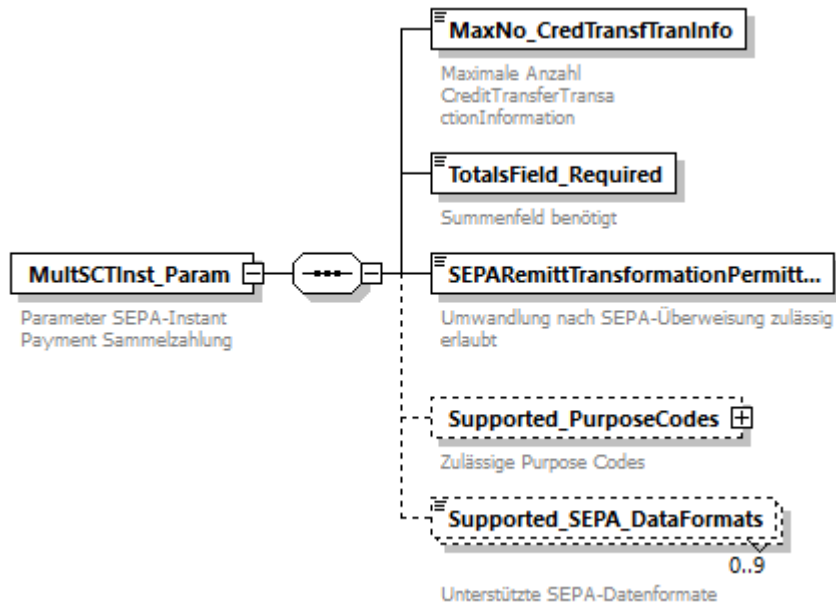 MaxNo_CredTransfTranInfo
Maximale Anzahl
CreditTransferTransa
ctionInformation
TotalsField_Required
Summenfeld benötigt
MultSCTInst_Param
Parameter SEPA-Instant
Payment Sammelzahlung
SEPARemittTransformationPermitt...
Umwandlung nach SEPA-Überweisung zulässig
erlaubt
Supported_PurposeCodes
Zulässige Purpose Codes
Supported_SEPA_DataFormats
0..9
Unterstützte SEPA-Datenformate